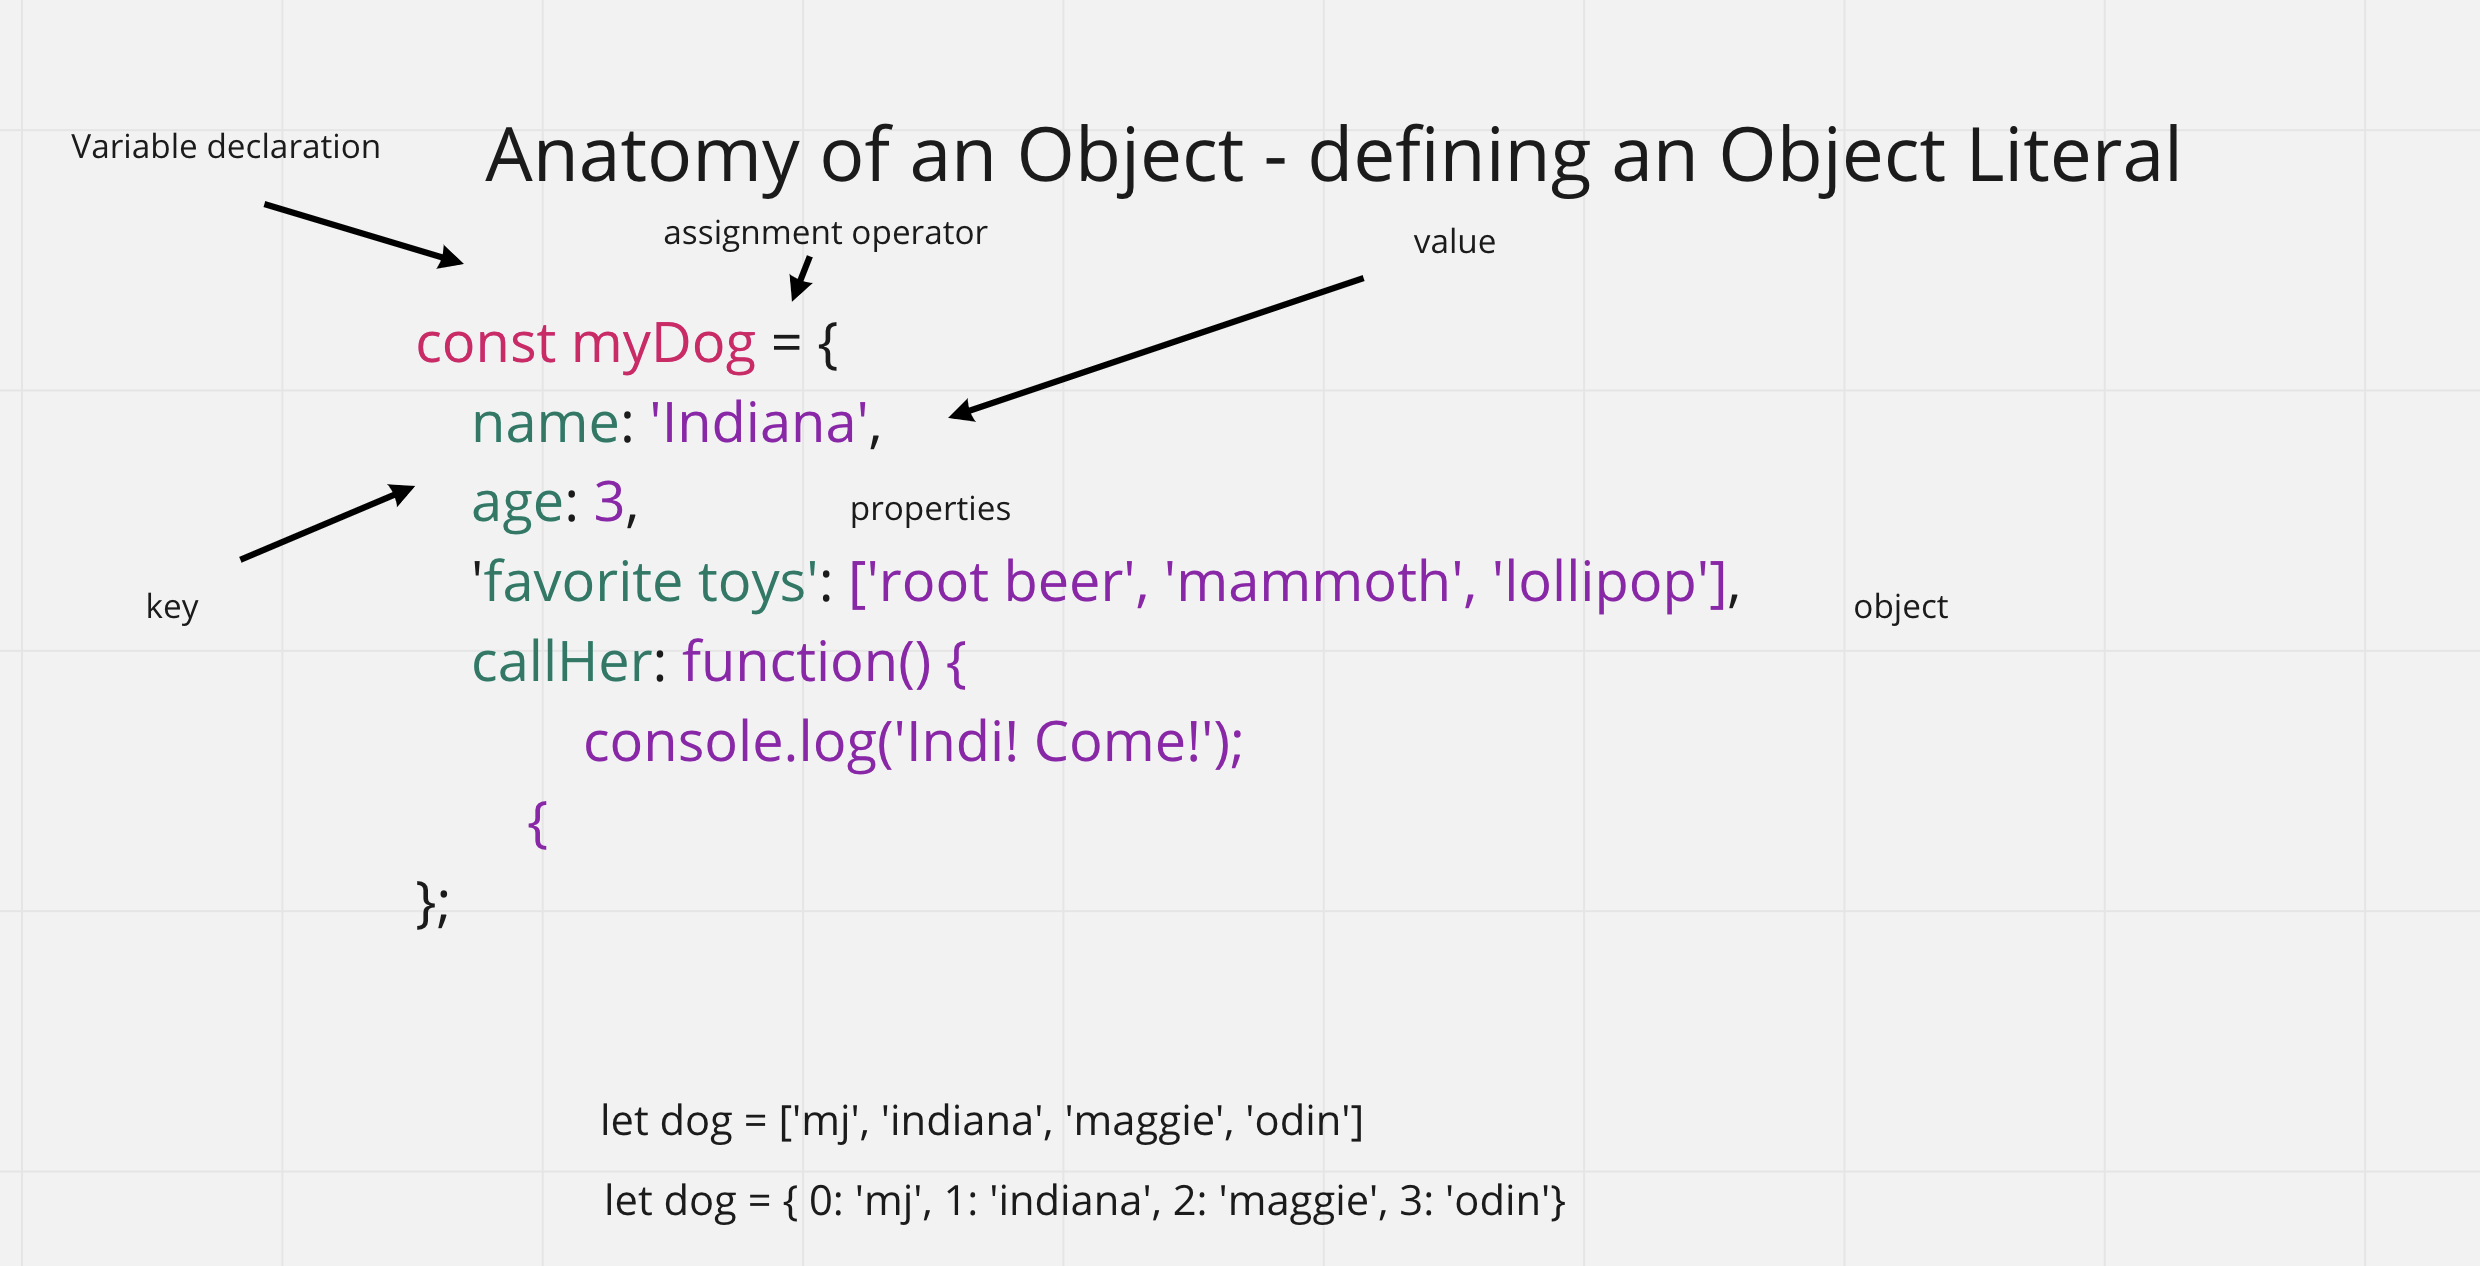 Variable declaration
Anatomy of an Object - defining an Object Literal
assignment operator
value
const myDog = {
name: 'Indiana',
age: 3,
properties
'favorite toys': ['root beer', 'mammoth', 'lollipop'],
key
object
callHer: function() {
console.log('Indi! Come!');
{
};
let dog = ['mj', 'indiana', 'maggie', 'odin']
let dog = { 0: 'mj', 1: 'indiana', 2: 'maggie', 3: 'odin'}